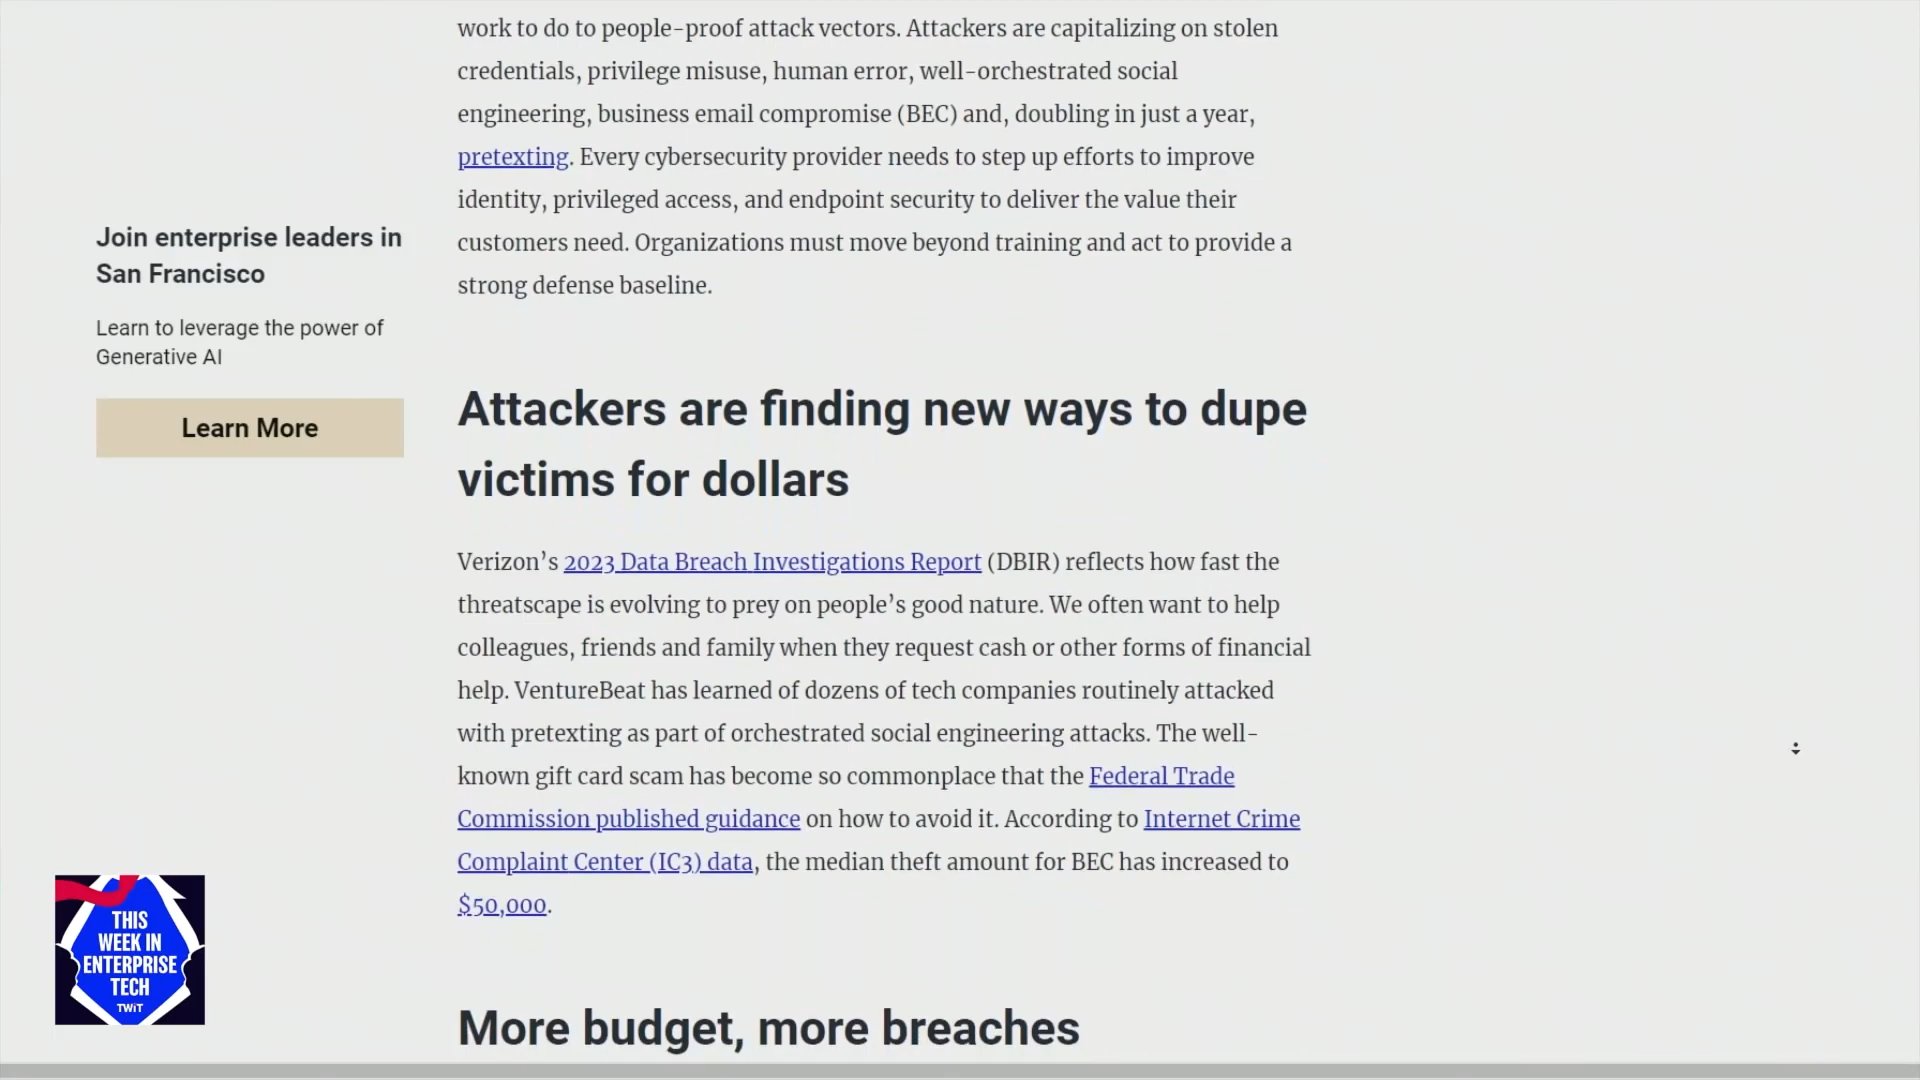 work to do to people-proof attack vectors. Attackers are capitalizing on stolen
credentials, privilege misuse, human error, well-orchestrated social
engineering, business email compromise (BEC) and, doubling in just a year,
pretexting. Every cybersecurity provider needs to step up efforts to improve
identity, privileged access, and endpoint security to deliver the value their
customers need. Organizations must move beyond training and act to provide a
strong defense baseline.
Join enterprise leaders in
San Francisco
Learn to leverage the power of
Generative AI
Learn More
Attackers are finding new ways to dupe
victims for dollars
Verizon’s 2023 Data Breach Investigations Report (DBIR) reflects how fast the
threatscape is evolving to prey on people’s good nature. We often want to help
colleagues, friends and family when they request cash or other forms of financial
help. VentureBeat has learned of dozens of tech companies routinely attacked
with pretexting as part of orchestrated social engineering attacks. The well-
known gift card scam has become so commonplace that the Federal Trade
Commission published guidance on how to avoid it. According to Internet Crime
Complaint Center (IC3) data, the median theft amount for BEC has increased to
$50,000.
More budget, more breaches
THIS
WEEK IN
ENTERPRISE
TECH
TWiT